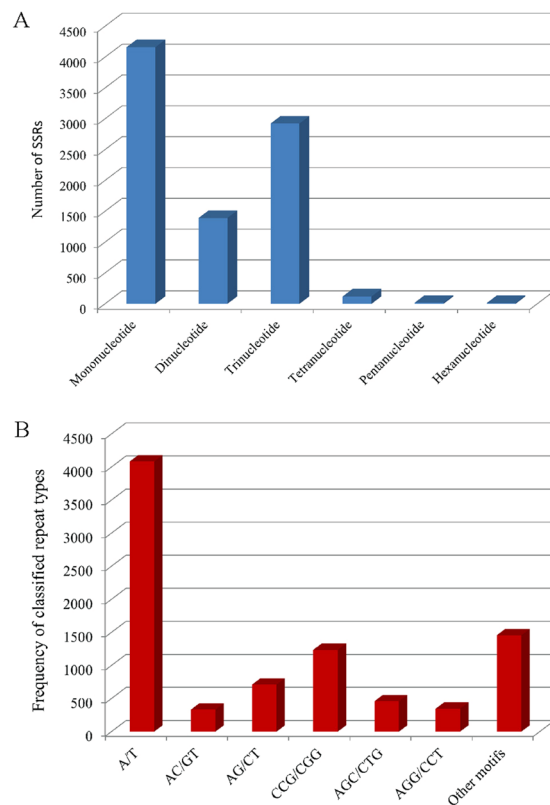 A
4500
4000
3500
3000
2500
2000
1500
1000
500
0
Number of SSRs
Mononucleotide
Dinucleotide
Trinucleotide
Tetranucleotide
Pentanucleotide
Hexanucleotide
B
4500
4000
3500
3000
2500
2000
1500
1000
500
0
Frequency of classified repeat types
A/T
AC/GT
AG/CT
CCG/CGG
AGC/CTG
AGG/CCT
Other motifs